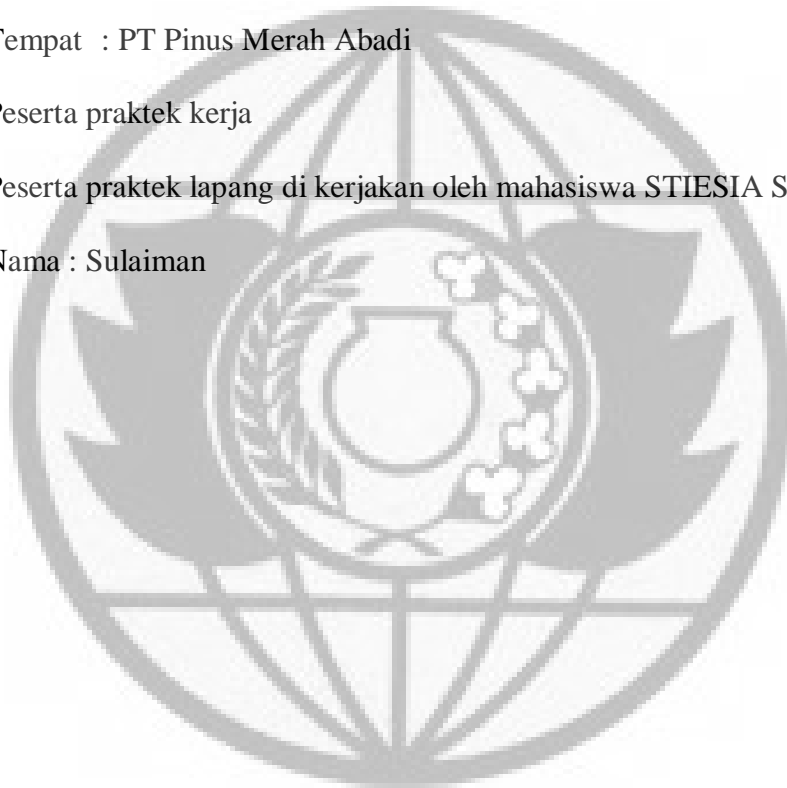 Tempat : PT Pinus Merah Abadi
Peserta praktek kerja
Peserta praktek lapang di kerjakan oleh mahasiswa STIESIA S
Nama : Sulaiman